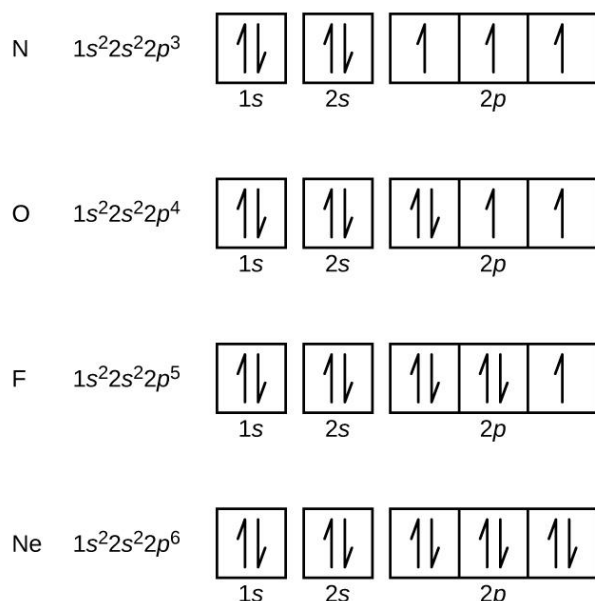 N 1s²2s²2p³
1s 2s 2p
O 1s²2s²2p⁴
1s 2s 2p
F 1s²2s²2p⁵
1s 2s 2p
Ne 1s²2s²2p⁶
1s 2s 2p